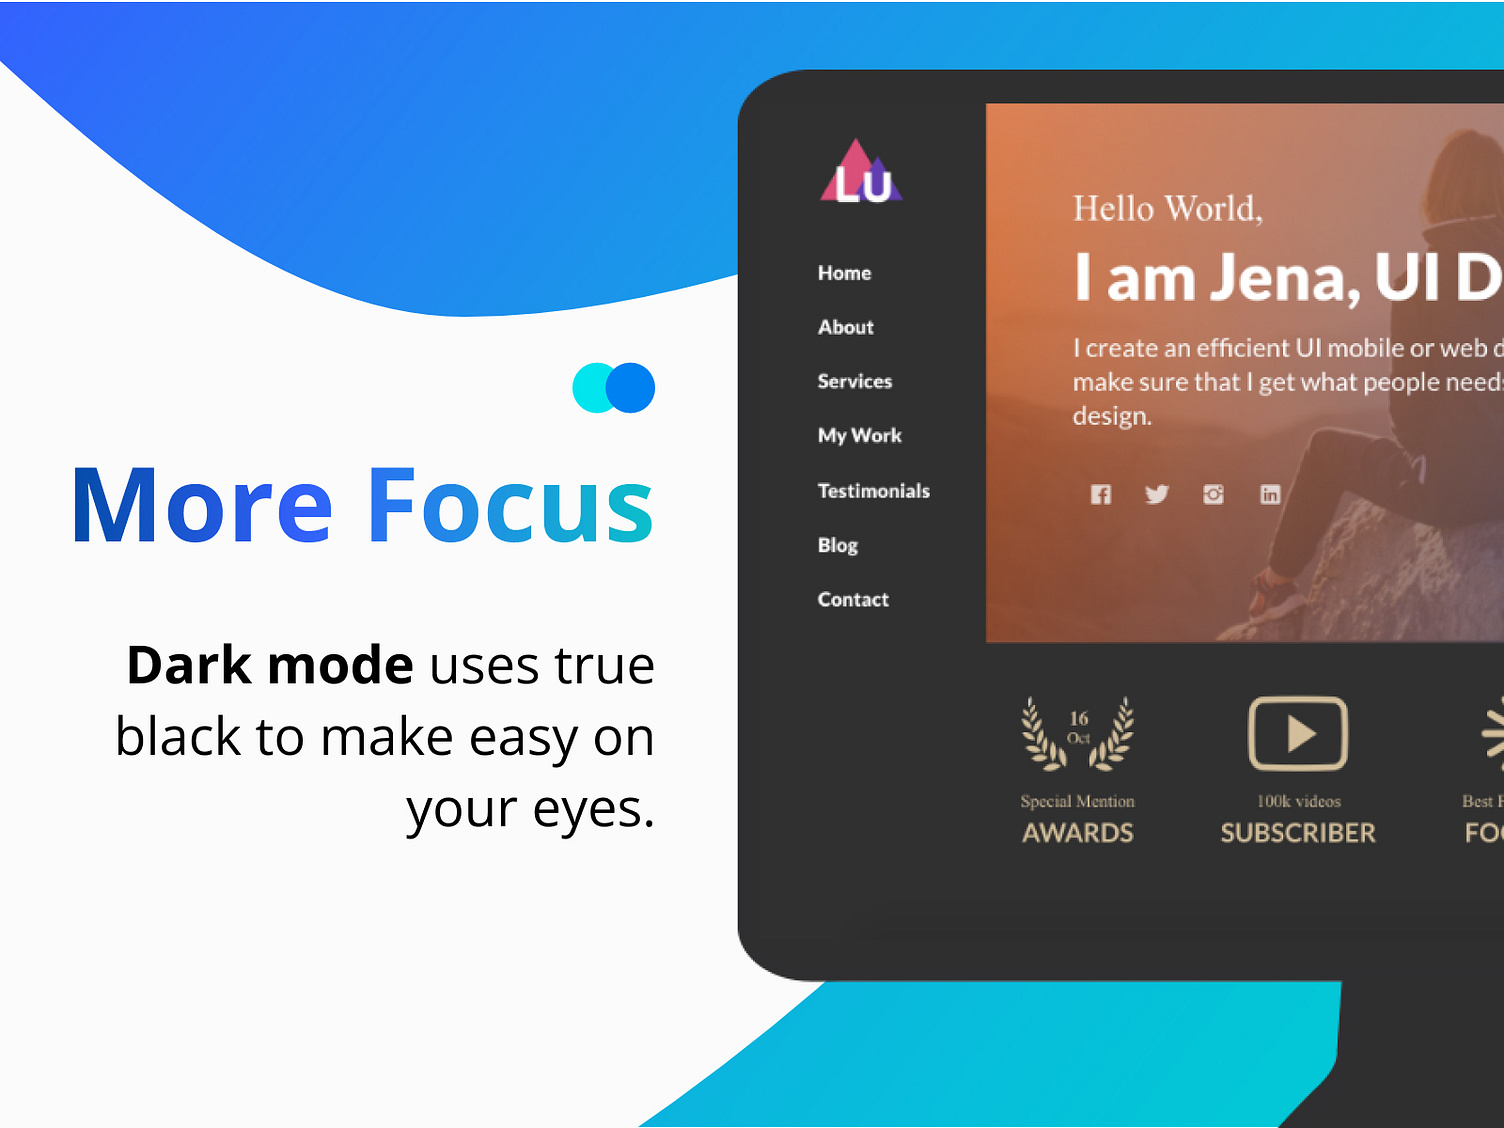 More Focus
Dark mode uses true
black to make easy on
your eyes.
LU
Home
About
Services
My Work
Testimonials
Blog
Contact
Hello World,
I am Jena, UI D
I create an efficient UI mobile or web d
make sure that I get what people needs
design.
16
Oct
Special Mention
AWARDS
100k videos
SUBSCRIBER
Best